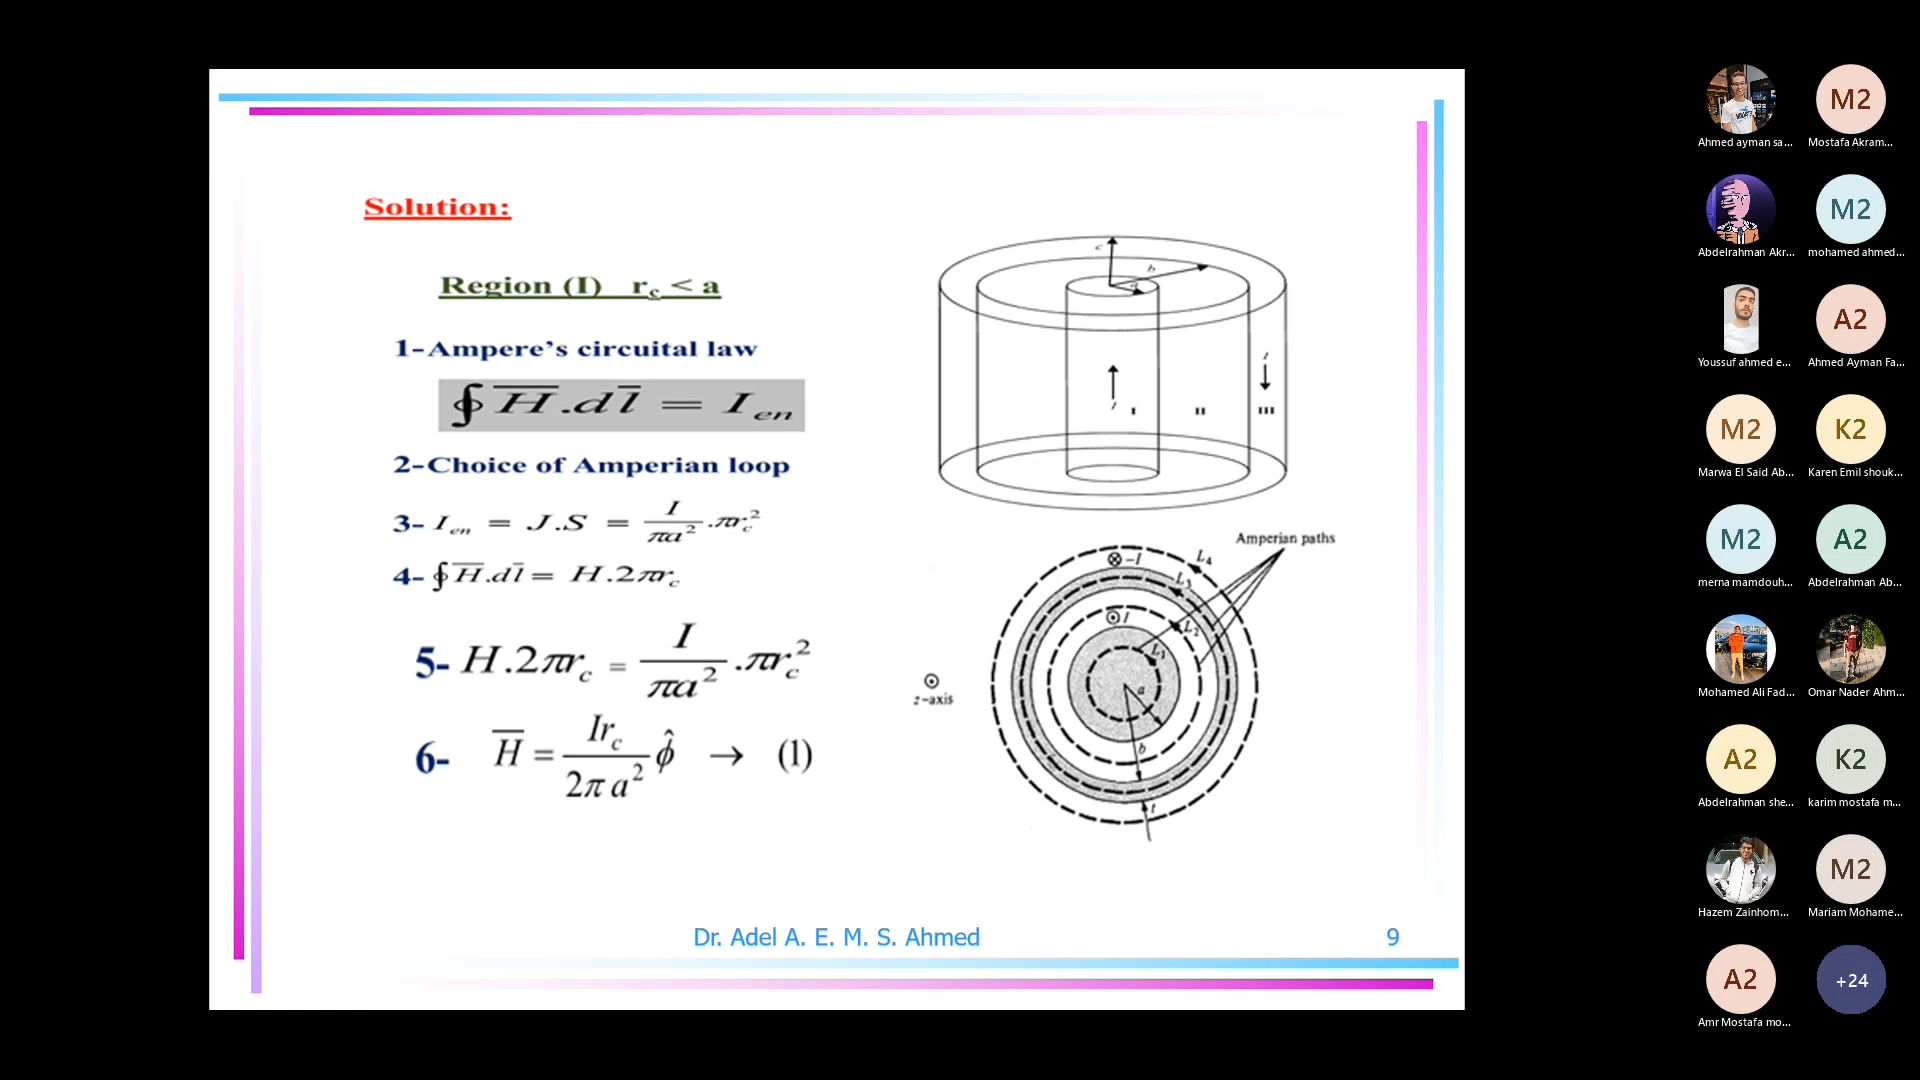 Solution:
Region (I) r_c < a
1-Ampere's circuital law
∮ H̅.dl̅ = I_en
2-Choice of Amperian loop
3- I_en = J.S = I/πa² .πr_c²
4- ∮ H̅.dl̅ = H.2πr_c
5- H.2πr_c = I/πa² .πr_c²
6- H̅ = Ir_c/2πa² ϕ̂ → (1)
c
b
a
I
I
I
II
III
Amperian paths
⊗ -I
L4
L3
⊙ I
L2
L1
a
b
t
⊙
z-axis
Dr. Adel A. E. M. S. Ahmed
9
Ahmed ayman sa...
M2
Mostafa Akram...
Abdelrahman Akr...
M2
mohamed ahmed...
Youssuf ahmed e...
A2
Ahmed Ayman Fa...
M2
Marwa El Said Ab...
K2
Karen Emil shouk...
M2
merna mamdouh...
A2
Abdelrahman Ab...
Mohamed Ali Fad...
Omar Nader Ahm...
A2
Abdelrahman she...
K2
karim mostafa m...
Hazem Zainhom...
M2
Mariam Mohame...
A2
Amr Mostafa mo...
+24